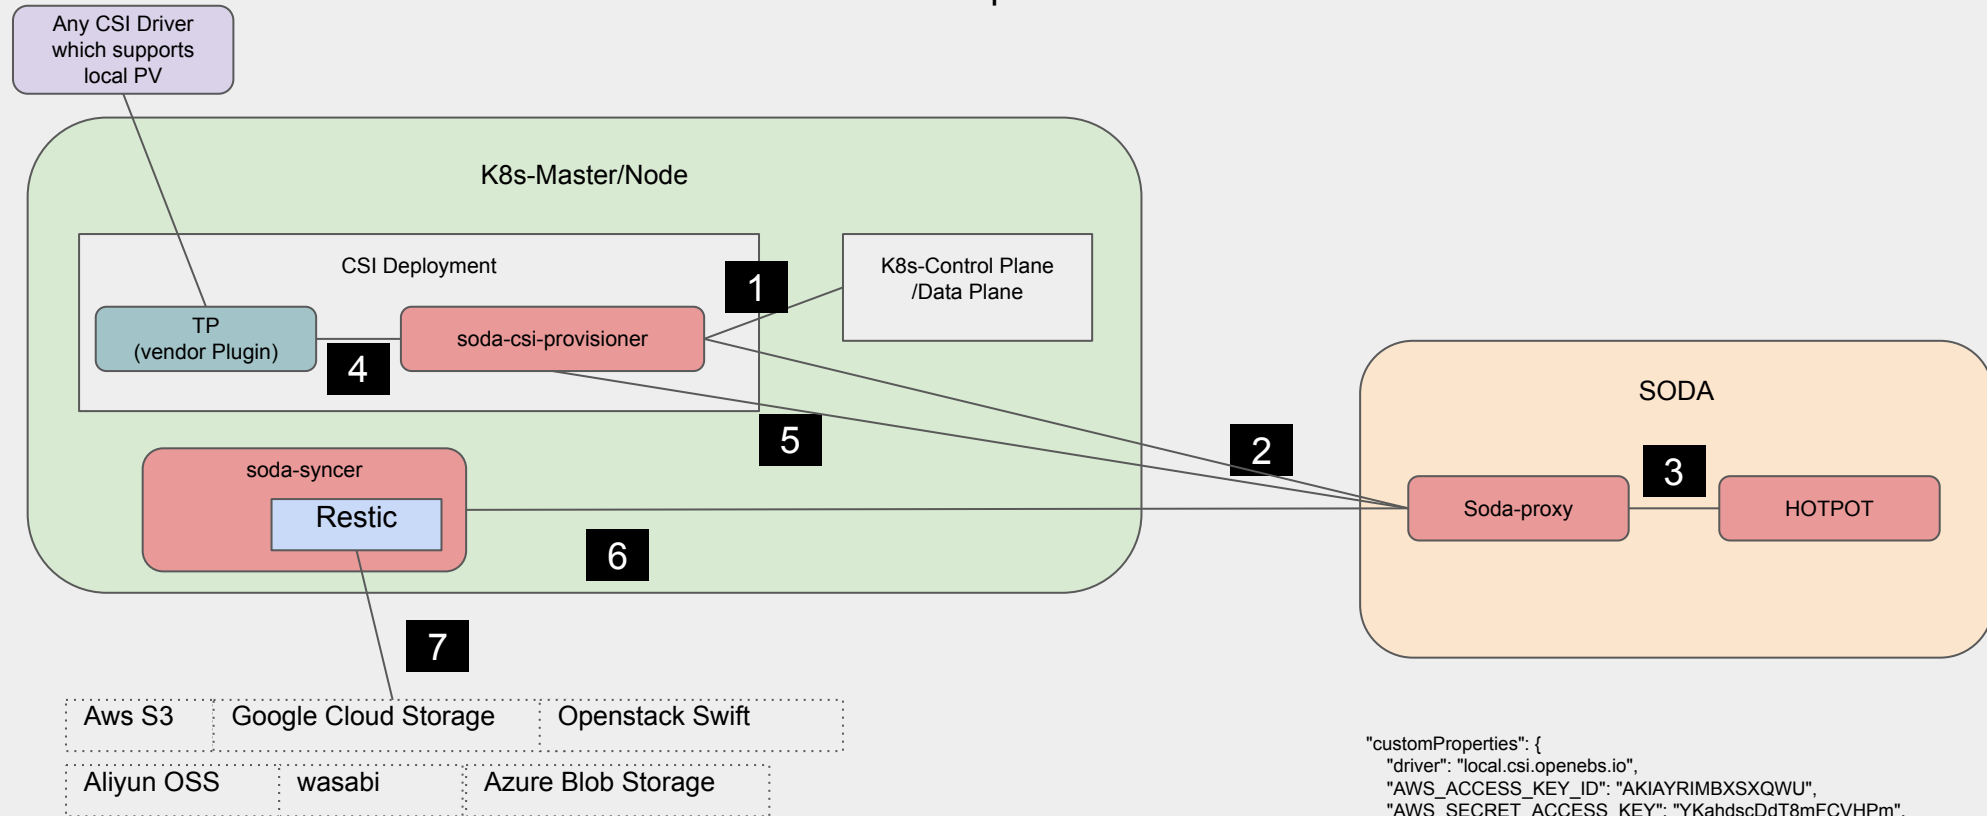 Any CSI Driver
which supports
local PV
K8s-Master/Node
CSI Deployment
1
K8s-Control Plane
/Data Plane
TP
(vendor Plugin)
4
soda-csi-provisioner
5
2
SODA
3
Soda-proxy
HOTPOT
soda-syncer
Restic
6
7
Aws S3
Google Cloud Storage
Openstack Swift
Aliyun OSS
wasabi
Azure Blob Storage
"customProperties": {
"driver": "local.csi.openebs.io",
"AWS_ACCESS_KEY_ID": "AKIAYRIMBXSXQWU",
"AWS_SECRET_ACCESS_KEY": "YKahdscDdT8mFCVHPm",